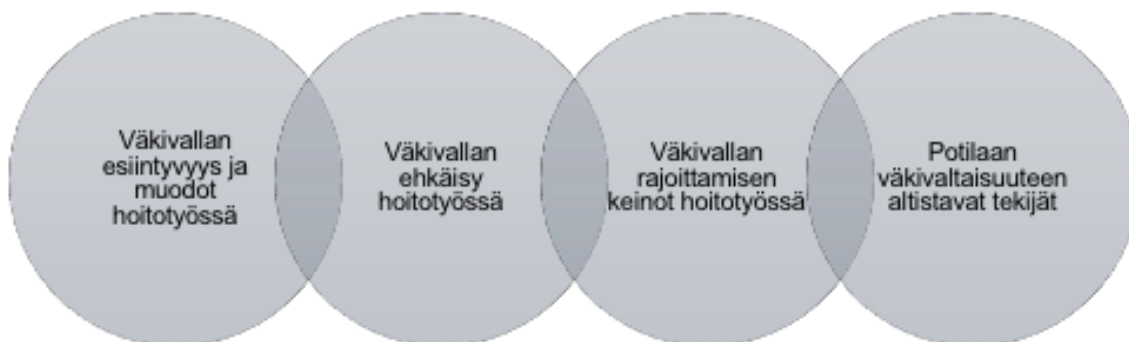 Väkivallan
esiintyvyys ja
muodot
hoitotyössä
Väkivallan
ehkäisy
hoitotyössä
Väkivallan
rajoittamisen
keinot hoitotyössä
Potilaan
väkivaltaisuuteen
altistavat tekijät